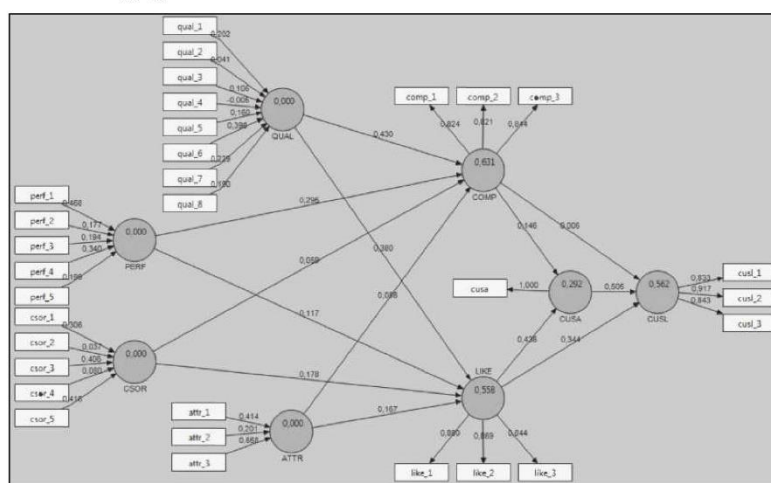 qual_1
qual_2
qual_3
qual_4
qual_5
qual_6
qual_7
qual_8
0,202
0,041
0,106
-0,005
0,160
0,398
0,229
0,190
0,000
QUAL
0,430
0,380
comp_1
comp_2
comp_3
0,824
0,821
0,844
0,631
COMP
perf_1
perf_2
perf_3
perf_4
perf_5
0,468
0,177
0,194
0,340
0,199
0,000
PERF
0,295
0,117
csor_1
csor_2
csor_3
csor_4
csor_5
0,306
0,037
0,406
0,080
0,416
0,000
CSOR
0,059
0,178
attr_1
attr_2
attr_3
0,414
0,201
0,658
0,000
ATTR
0,167
0,146
0,006
cusa
1,000
0,292
CUSA
0,506
0,562
CUSL
0,833
0,917
0,843
cusl_1
cusl_2
cusl_3
LIKE
0,558
0,436
0,344
0,880
0,869
0,844
like_1
like_2
like_3